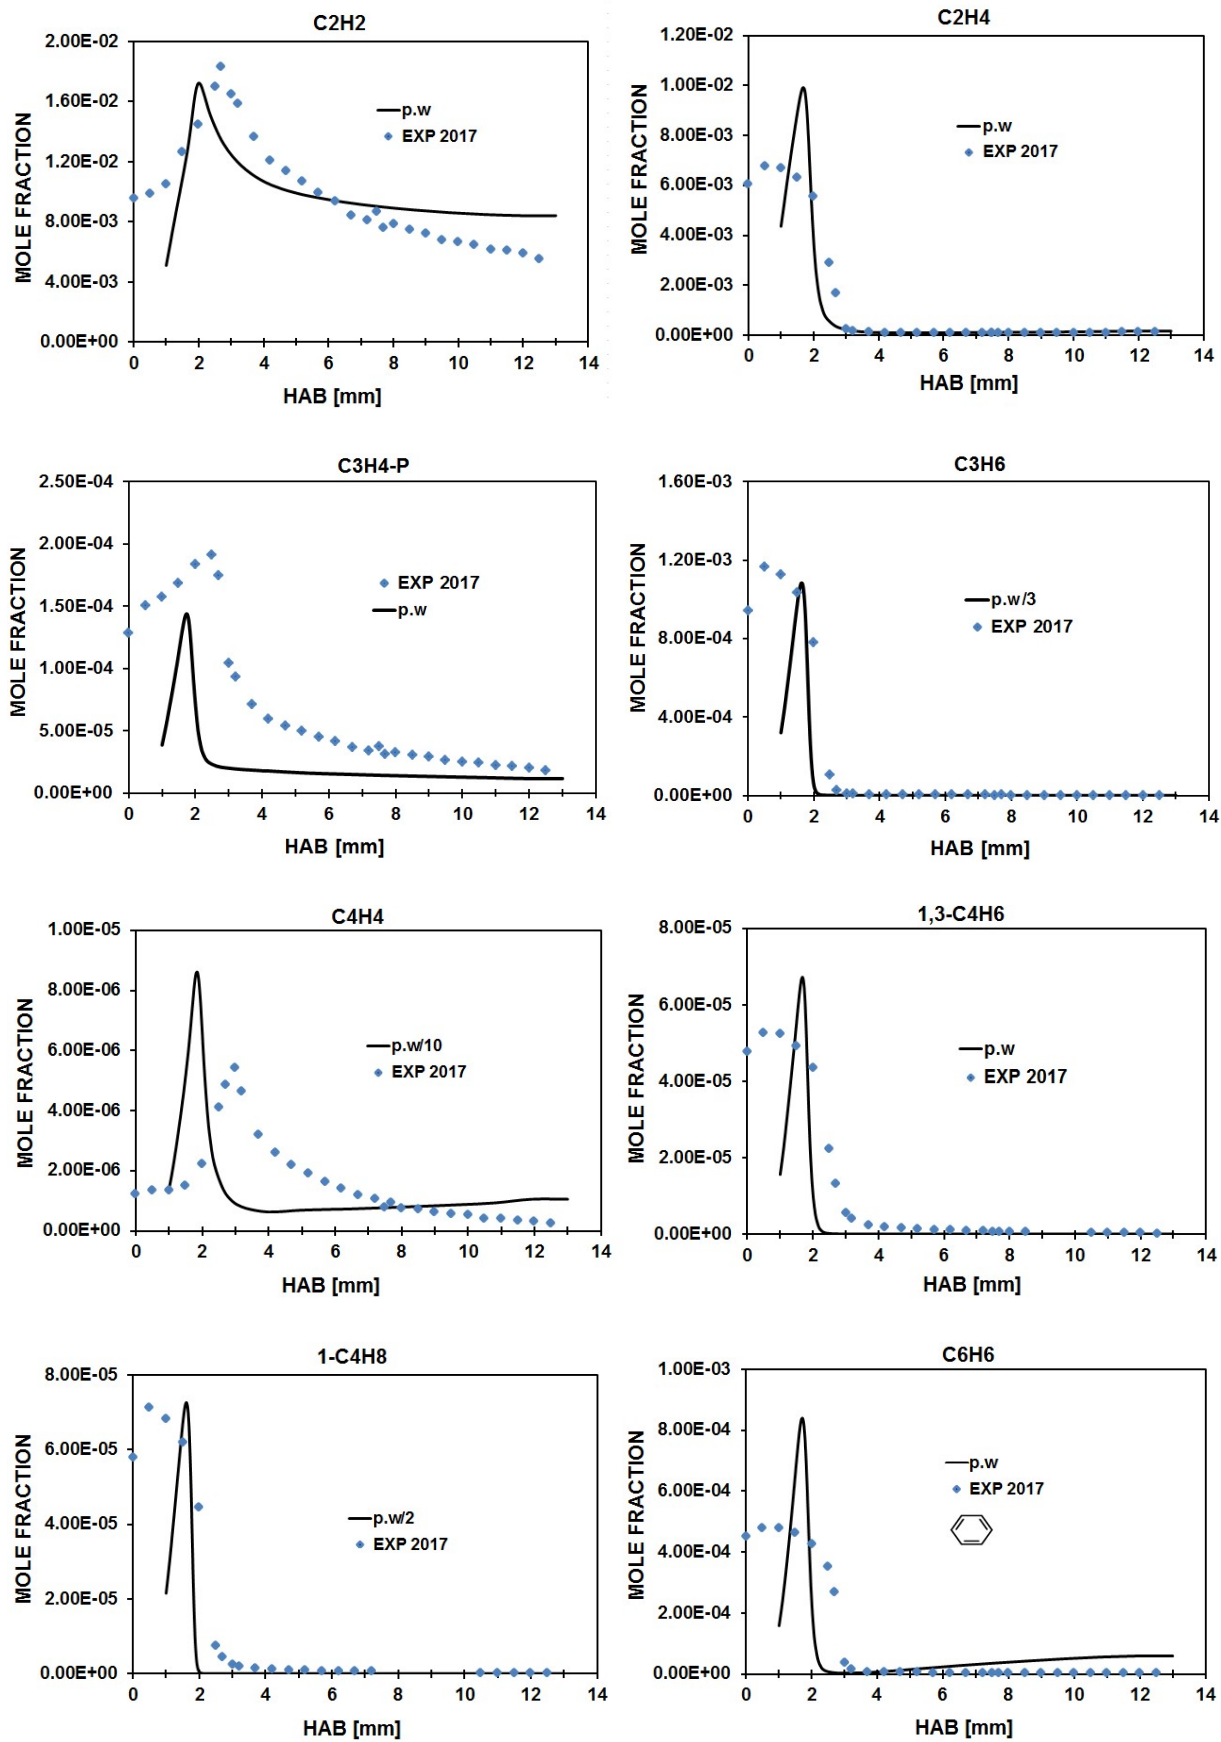 C2H2
2.00E-02
1.60E-02
1.20E-02
8.00E-03
4.00E-03
0.00E+00
MOLE FRACTION
p.w
EXP 2017
0 2 4 6 8 10 12 14
HAB [mm]
C2H4
1.20E-02
1.00E-02
8.00E-03
6.00E-03
4.00E-03
2.00E-03
0.00E+00
MOLE FRACTION
p.w
EXP 2017
0 2 4 6 8 10 12 14
HAB [mm]
C3H4-P
2.50E-04
2.00E-04
1.50E-04
1.00E-04
5.00E-05
0.00E+00
MOLE FRACTION
EXP 2017
p.w
0 2 4 6 8 10 12 14
HAB [mm]
C3H6
1.60E-03
1.20E-03
8.00E-04
4.00E-04
0.00E+00
MOLE FRACTION
p.w/3
EXP 2017
0 2 4 6 8 10 12 14
HAB [mm]
C4H4
1.00E-05
8.00E-06
6.00E-06
4.00E-06
2.00E-06
0.00E+00
MOLE FRACTION
p.w/10
EXP 2017
0 2 4 6 8 10 12 14
HAB [mm]
1,3-C4H6
8.00E-05
6.00E-05
4.00E-05
2.00E-05
0.00E+00
MOLE FRACTION
p.w
EXP 2017
0 2 4 6 8 10 12 14
HAB [mm]
1-C4H8
8.00E-05
6.00E-05
4.00E-05
2.00E-05
0.00E+00
MOLE FRACTION
p.w/2
EXP 2017
0 2 4 6 8 10 12 14
HAB [mm]
C6H6
1.00E-03
8.00E-04
6.00E-04
4.00E-04
2.00E-04
0.00E+00
MOLE FRACTION
p.w
EXP 2017
0 2 4 6 8 10 12 14
HAB [mm]